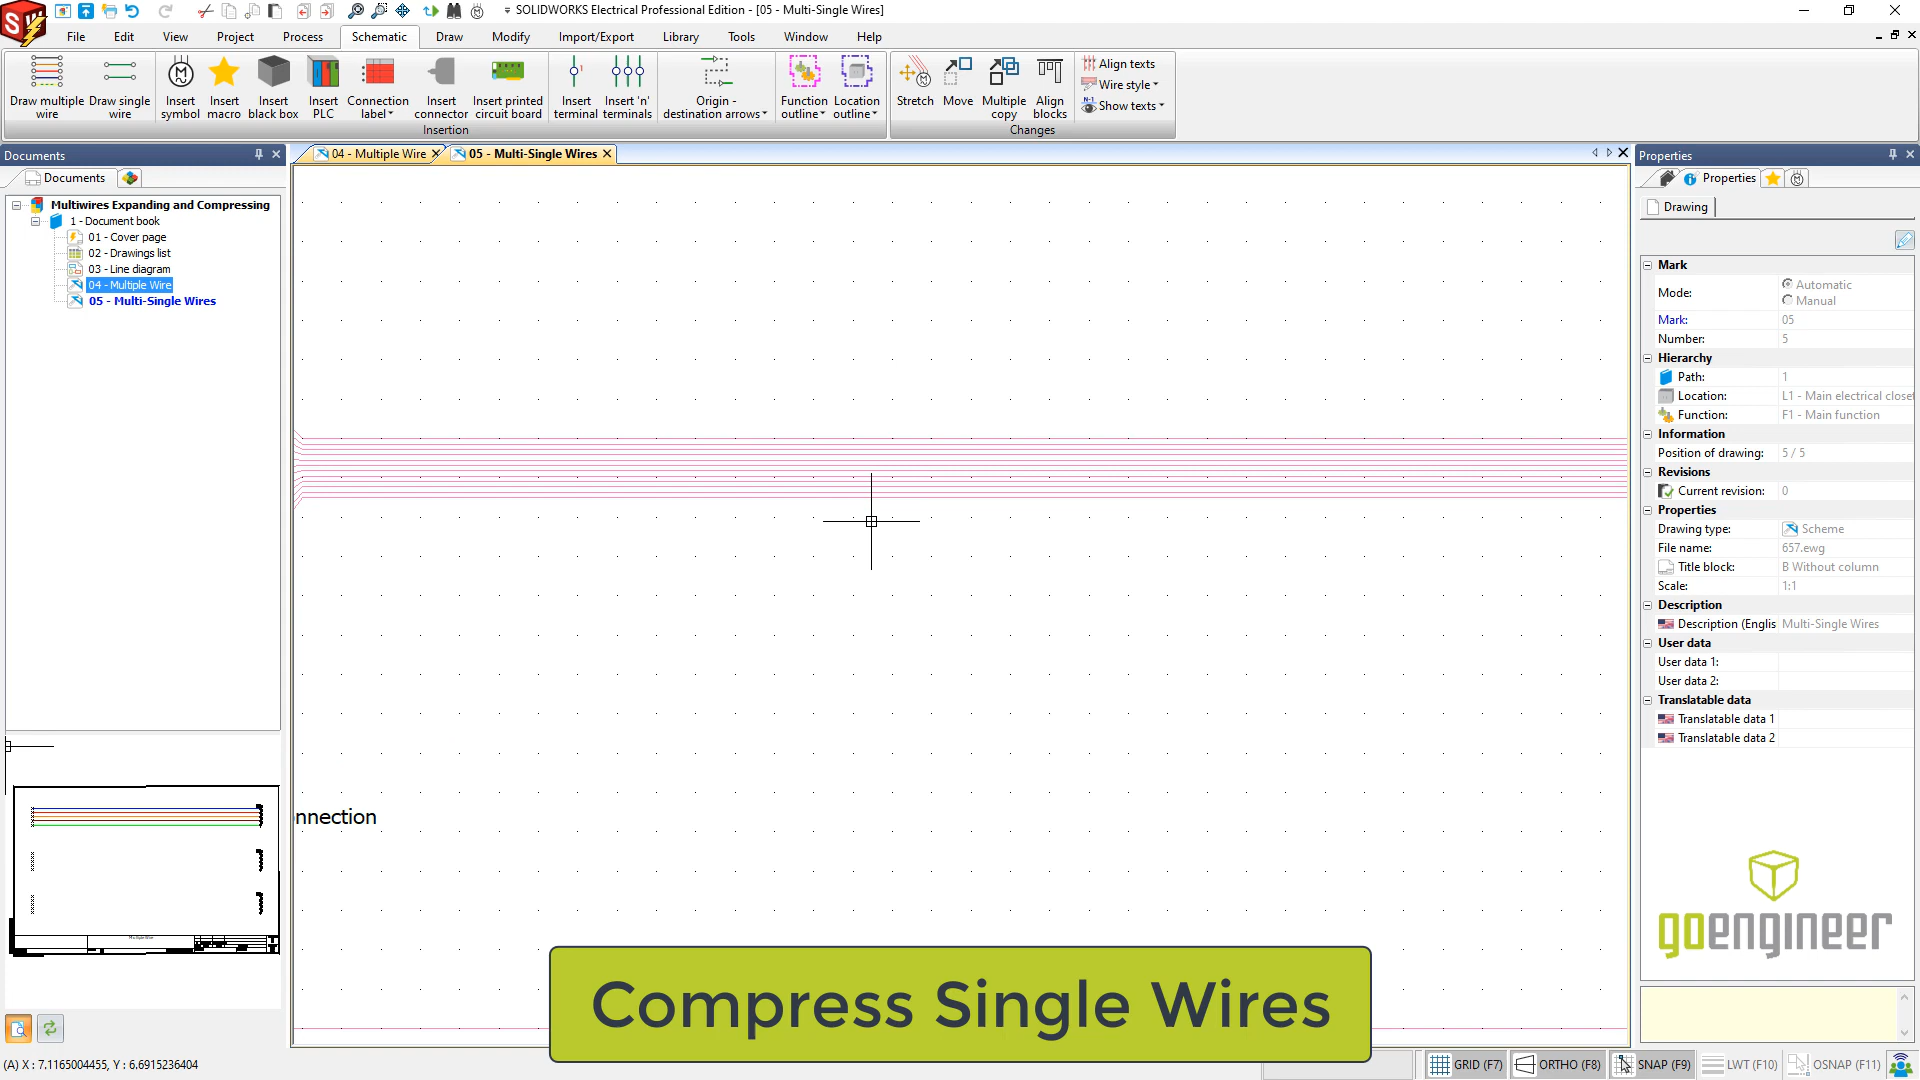 SOLIDWORKS Electrical Professional Edition - [05 - Multi-Single Wires]
File Edit View Project Process Schematic Draw Modify Import/Export Library Tools Window Help
Draw multiple wire
Draw single wire
Insert symbol
Insert macro
Insert black box
Insert PLC
Connection label
Insert connector
Insert printed circuit board
Insert terminal
Insert 'n' terminals
Origin - destination arrows
Function outline
Location outline
Insertion
Stretch
Move
Multiple copy
Align blocks
Align texts
Wire style
Show texts
Changes
Documents
Documents
Multiwires Expanding and Compressing
1 - Document book
01 - Cover page
02 - Drawings list
03 - Line diagram
04 - Multiple Wire
05 - Multi-Single Wires
04 - Multiple Wire
05 - Multi-Single Wires
nnection
Properties
Properties
Drawing
Mark
Mode: Automatic
Manual
Mark: 05
Number: 5
Hierarchy
Path: 1
Location: L1 - Main electrical closet
Function: F1 - Main function
Information
Position of drawing: 5 / 5
Revisions
Current revision: 0
Properties
Drawing type: Scheme
File name: 657.ewg
Title block: B Without column
Scale: 1:1
Description
Description (Englis Multi-Single Wires
User data
User data 1:
User data 2:
Translatable data
Translatable data 1
Translatable data 2
goengineer
Compress Single Wires
(A) X : 7.1165004455, Y : 6.6915236404
GRID (F7) ORTHO (F8) SNAP (F9) LWT (F10) OSNAP (F11)